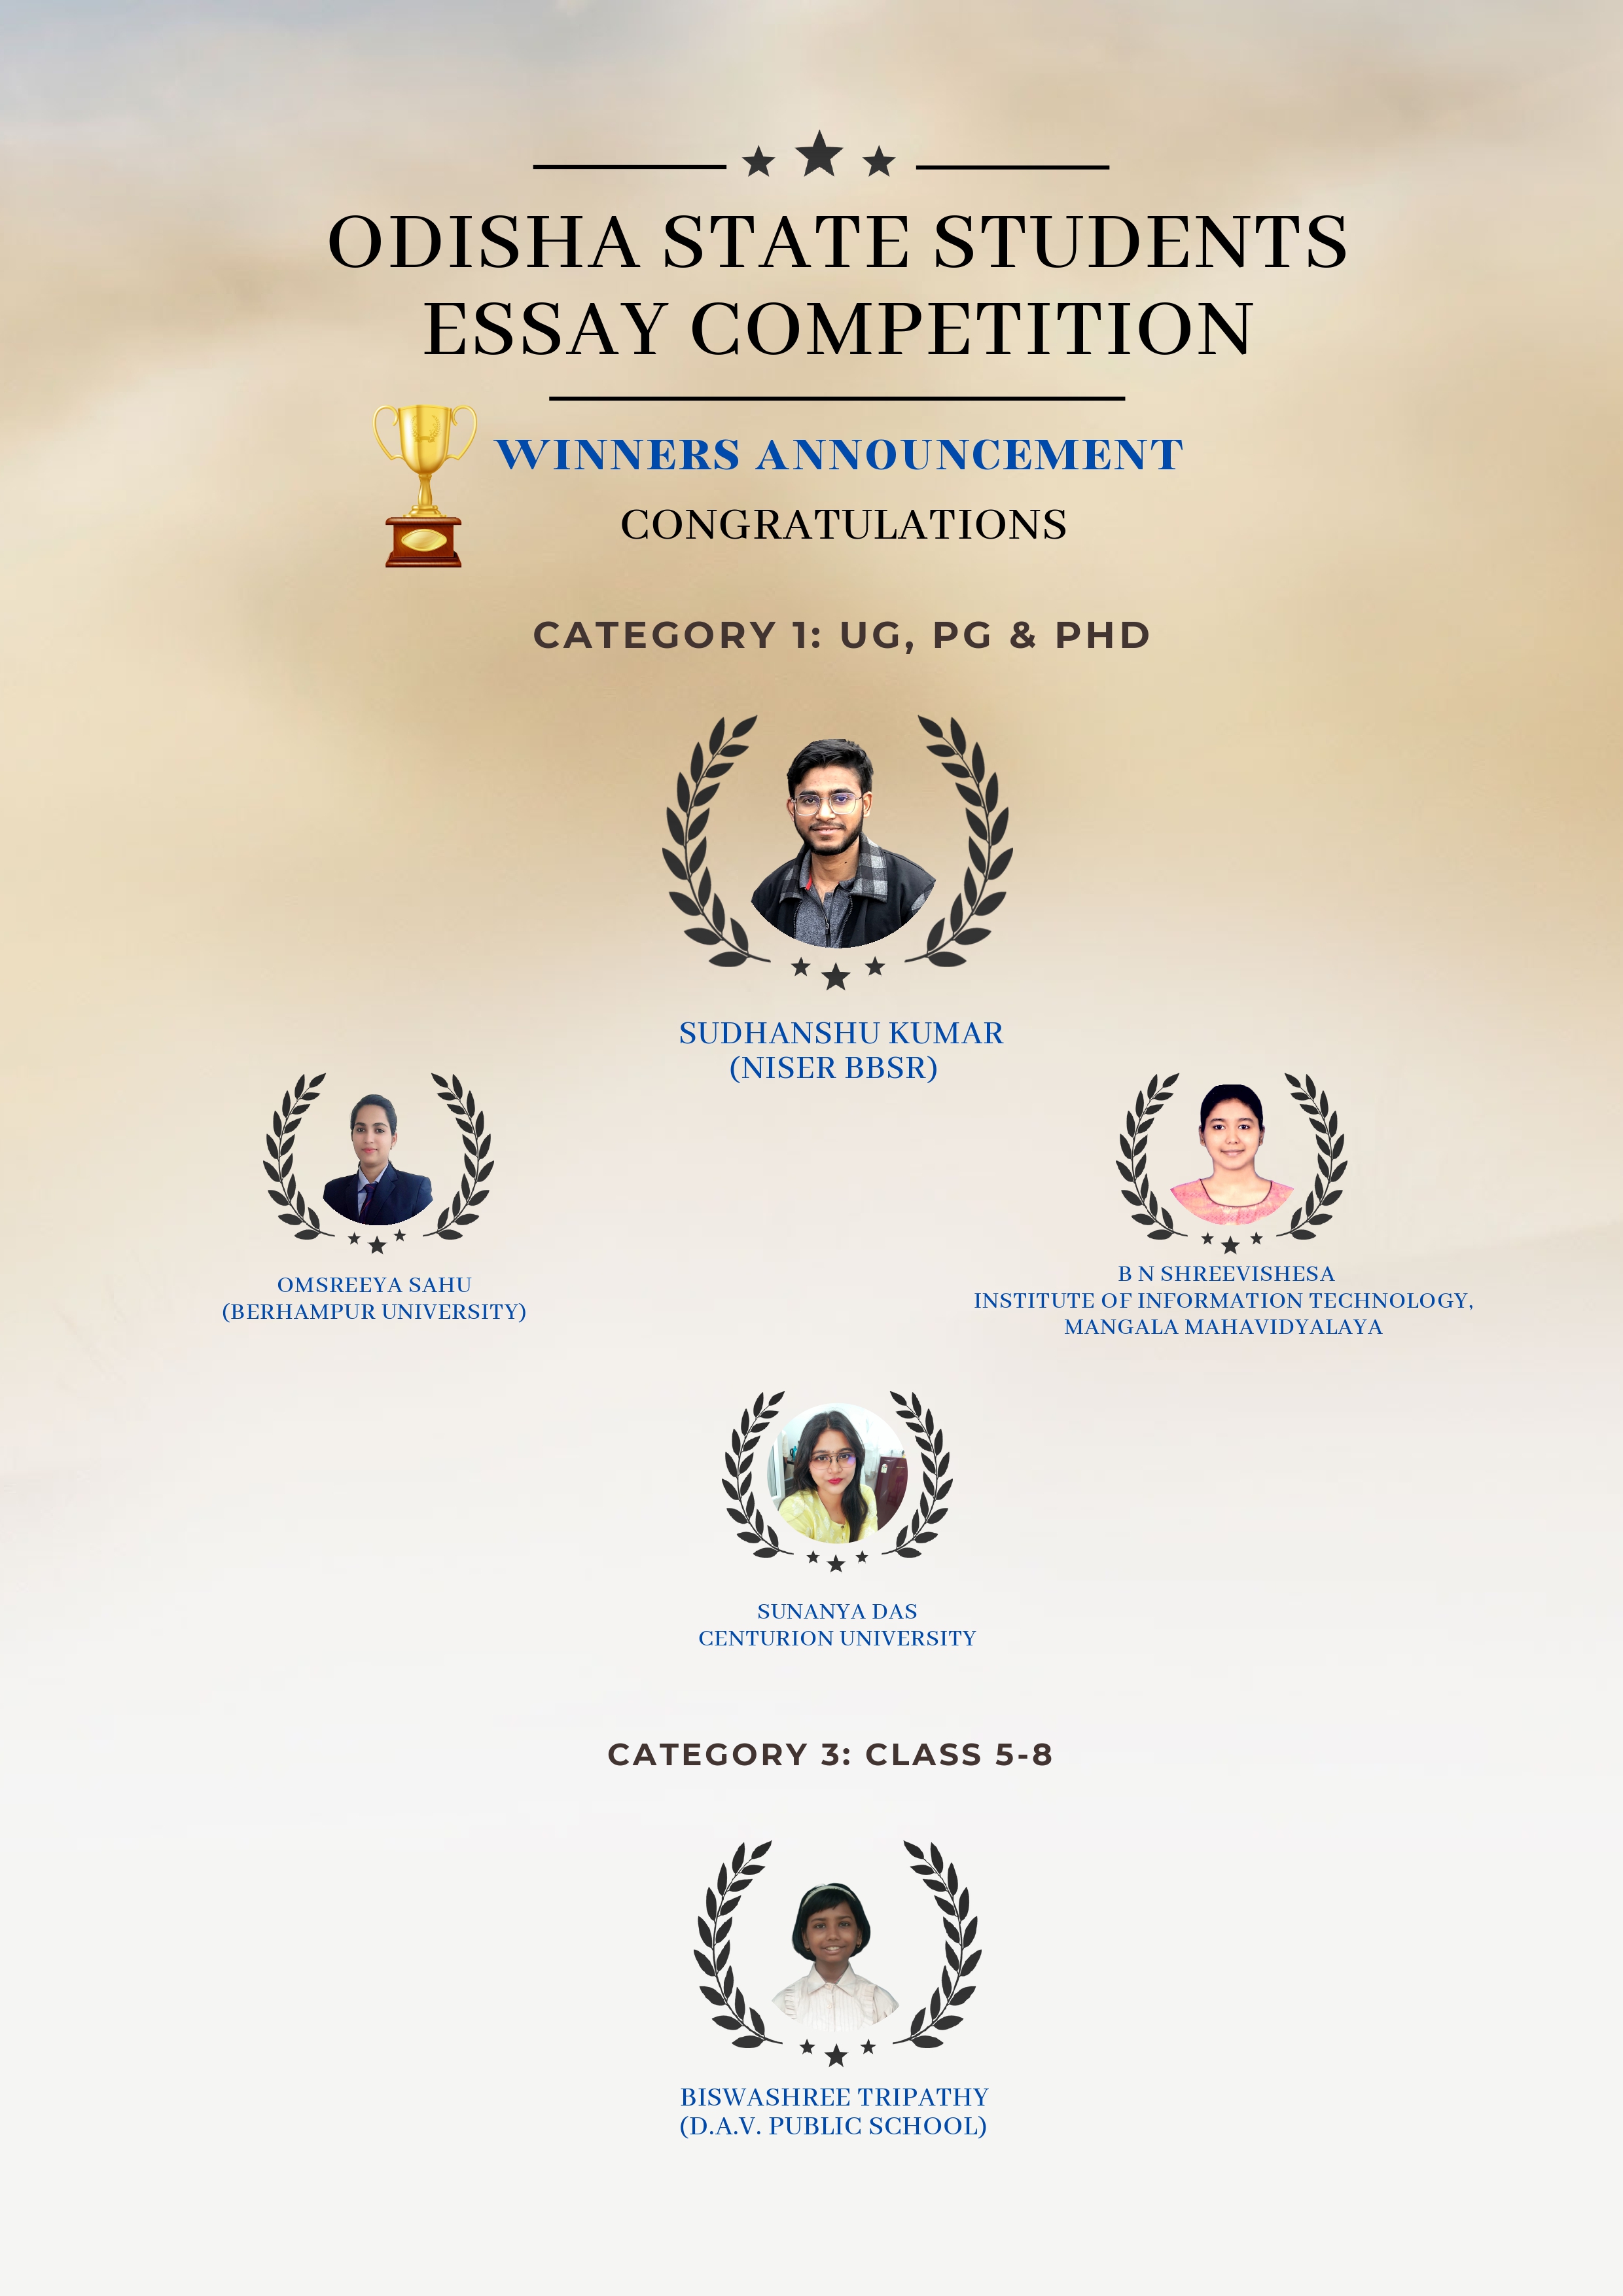 ODISHA STATE STUDENTS
ESSAY COMPETITION
WINNERS ANNOUNCEMENT
CONGRATULATIONS
CATEGORY 1: UG, PG & PHD
SUDHANSHU KUMAR
(NISER BBSR)
OMSREEYA SAHU
(BERHAMPUR UNIVERSITY)
B N SHREEVISHESA
INSTITUTE OF INFORMATION TECHNOLOGY,
MANGALA MAHAVIDYALAYA
SUNANYA DAS
CENTURION UNIVERSITY
CATEGORY 3: CLASS 5-8
BISWASHREE TRIPATHY
(D.A.V. PUBLIC SCHOOL)